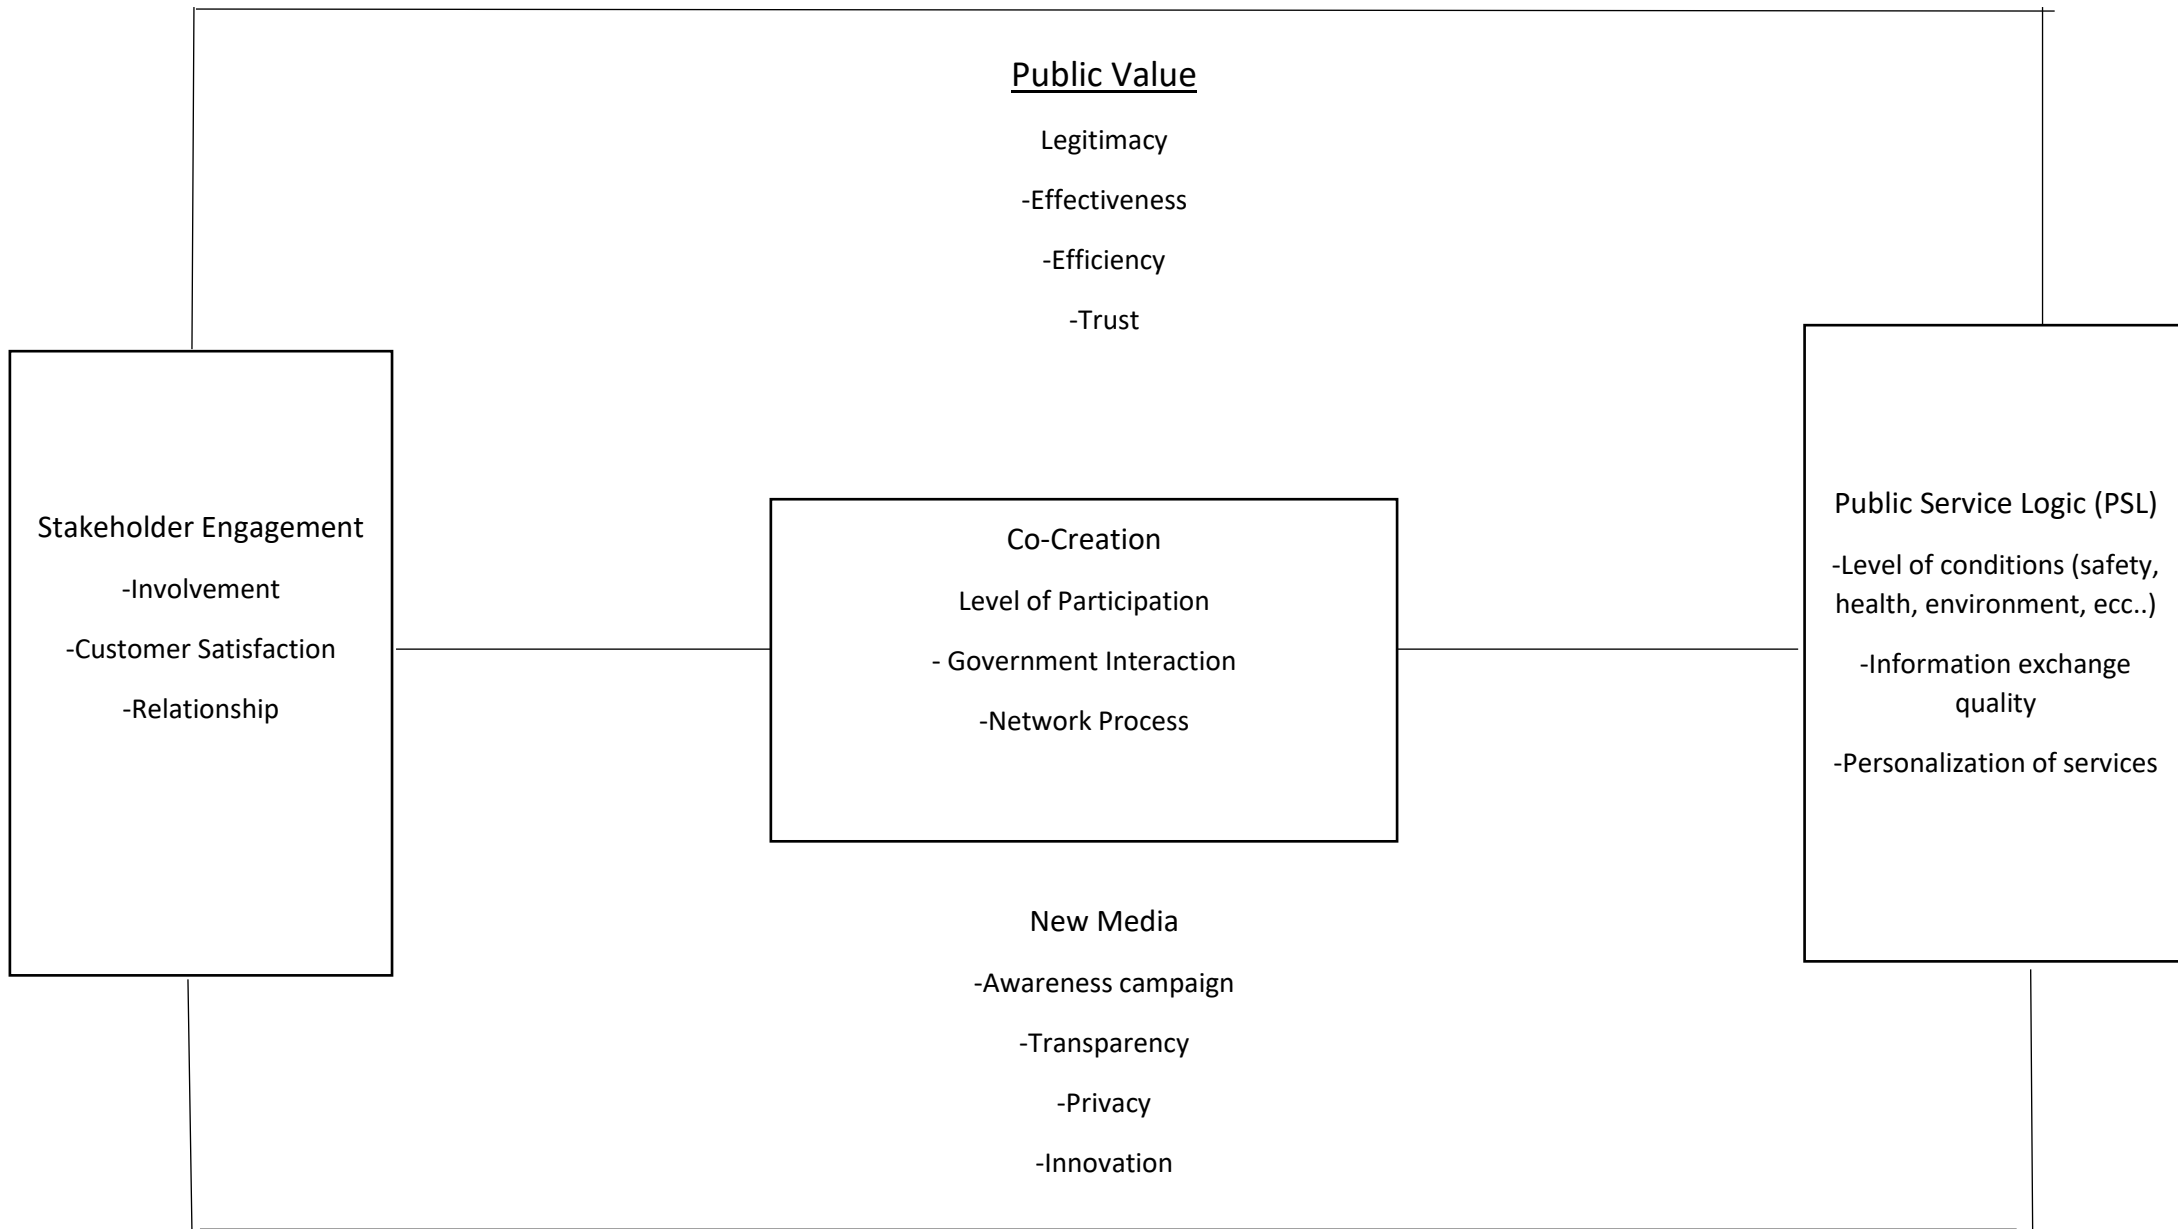 Public Value
Legitimacy
-Effectiveness
-Efficiency
-Trust
Stakeholder Engagement
-Involvement
-Customer Satisfaction
-Relationship
Co-Creation
Level of Participation
- Government Interaction
-Network Process
Public Service Logic (PSL)
-Level of conditions (safety,
health, environment, ecc..)
-Information exchange
quality
-Personalization of services
New Media
-Awareness campaign
-Transparency
-Privacy
-Innovation